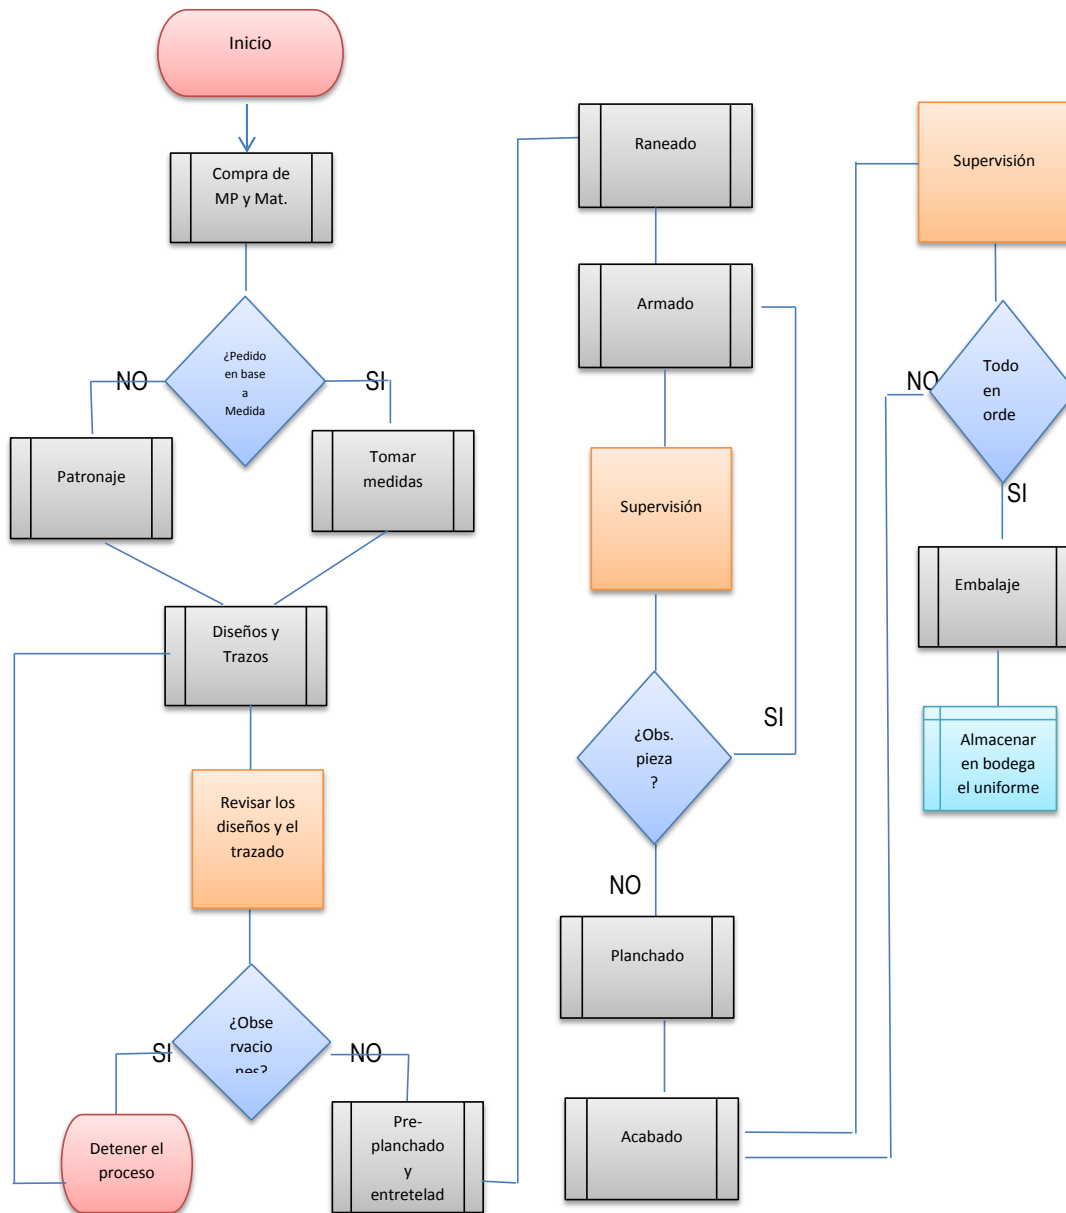 Inicio
Compra de
MP y Mat.
¿Pedido
en base
a
Medida
NO
SI
Patronaje
Tomar
medidas
Diseños y
Trazos
Revisar los
diseños y el
trazado
¿Obse
rvacio
nes?
SI
NO
Detener el
proceso
Pre-
planchado
y
entretelad
Raneado
Armado
Supervisión
¿Obs.
pieza
?
SI
NO
Planchado
Acabado
Supervisión
Todo
en
orde
NO
SI
Embalaje
Almacenar
en bodega
el uniforme